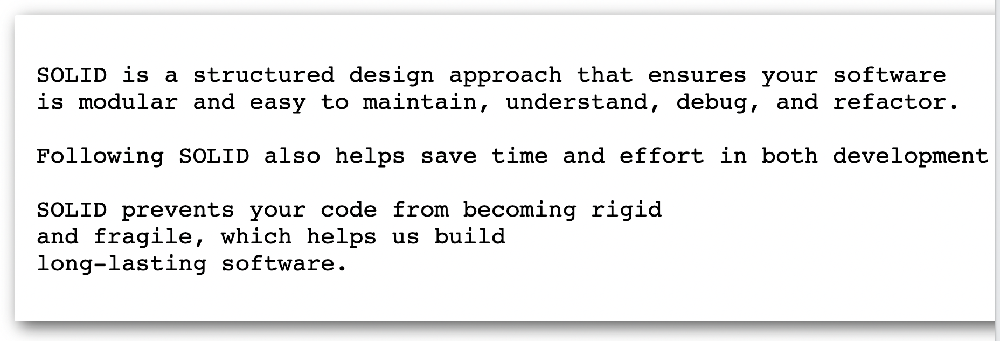 SOLID is a structured design approach that ensures your software
is modular and easy to maintain, understand, debug, and refactor.
Following SOLID also helps save time and effort in both development
SOLID prevents your code from becoming rigid
and fragile, which helps us build
long-lasting software.